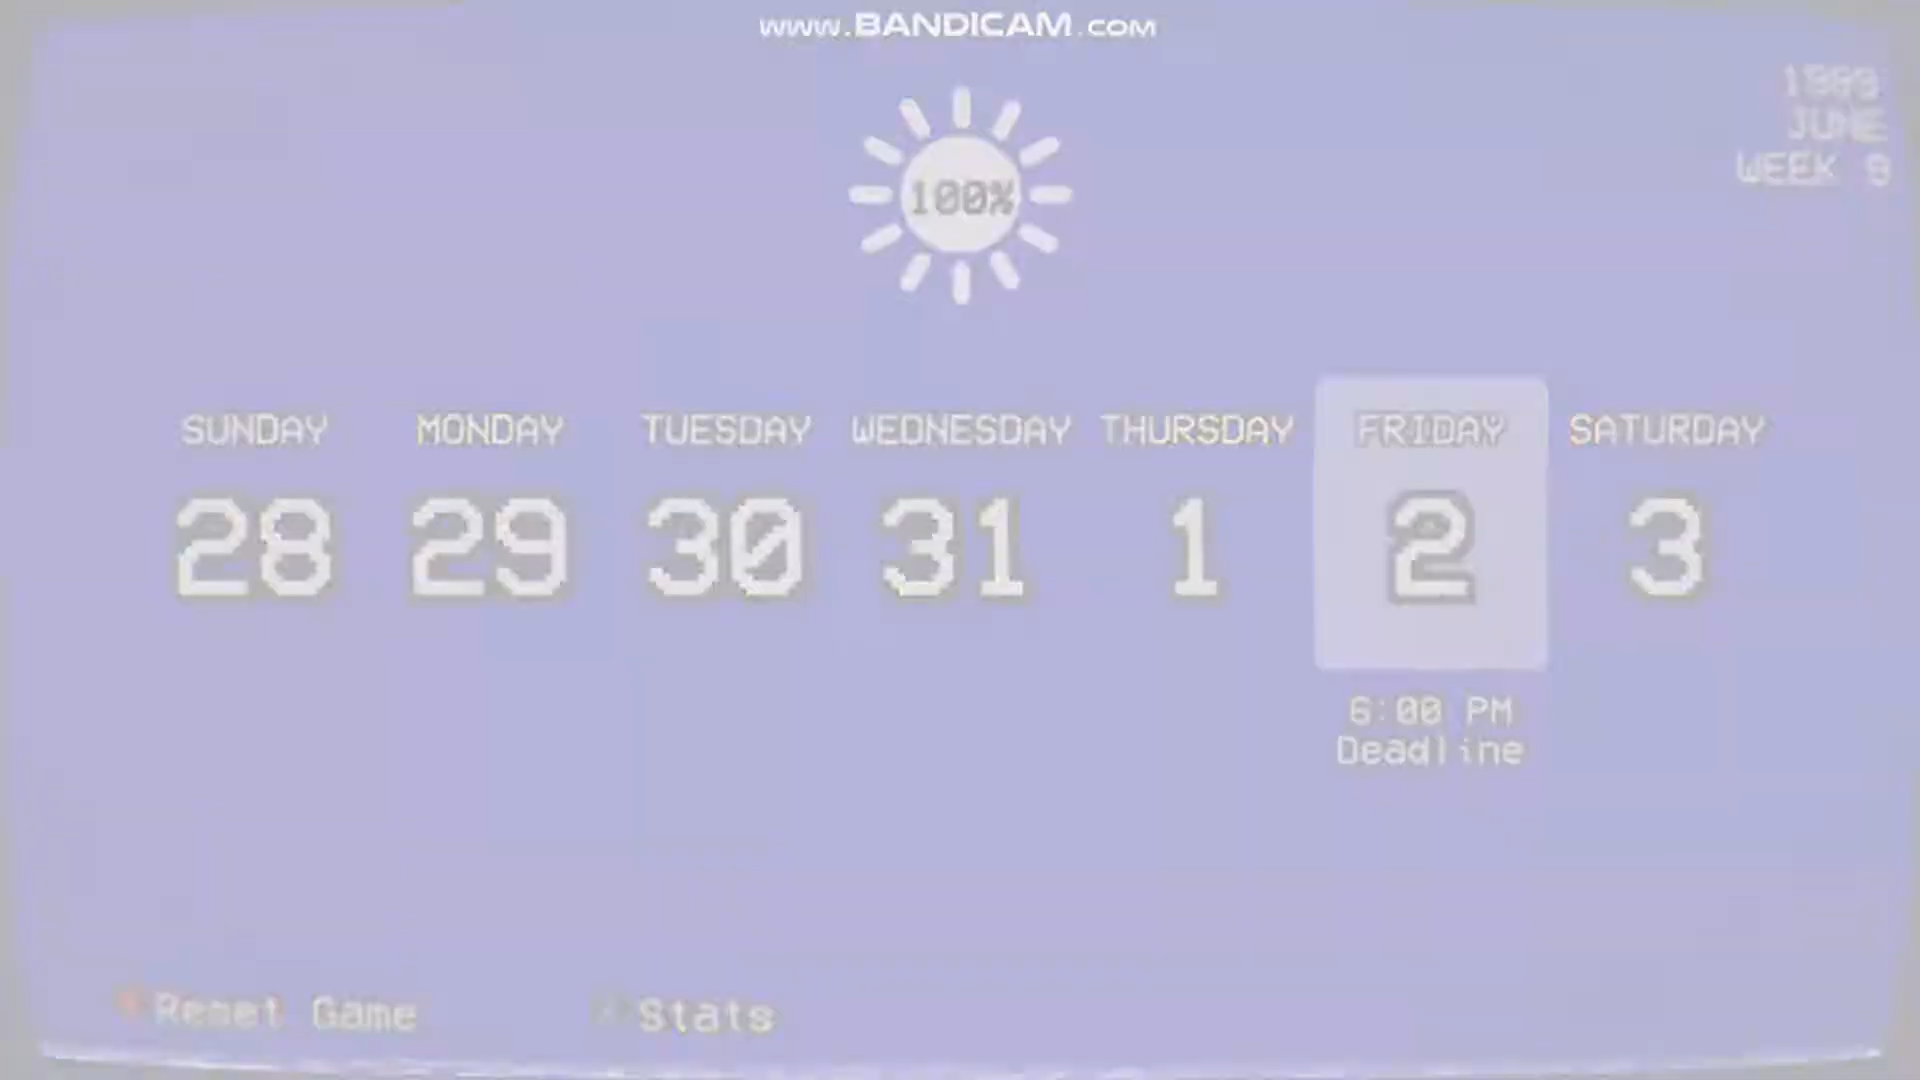 www.BANDICAM.com
JUNE
WEEK 9
100%
SUNDAY MONDAY TUESDAY WEDNESDAY THURSDAY FRIDAY SATURDAY
28 29 30 31 1 2 3
6:00 PM
Deadline
Reset Game Stats